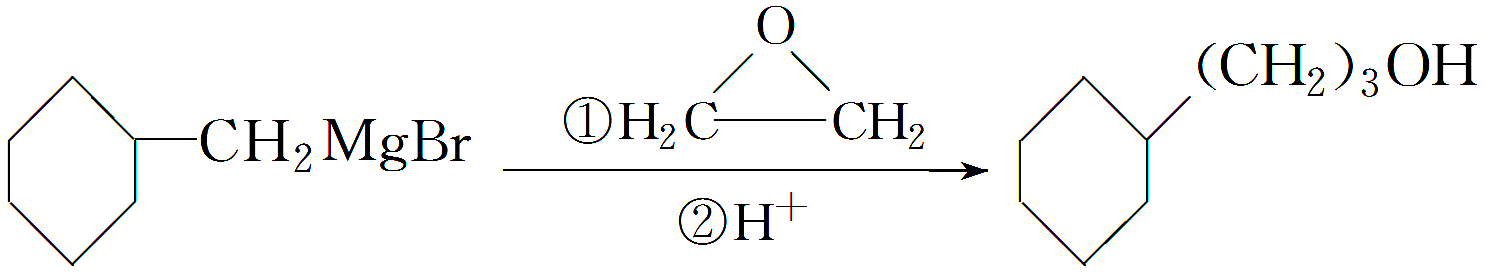 O
①H₂C CH₂
CH₂MgBr
②H⁺
(CH₂)₃OH